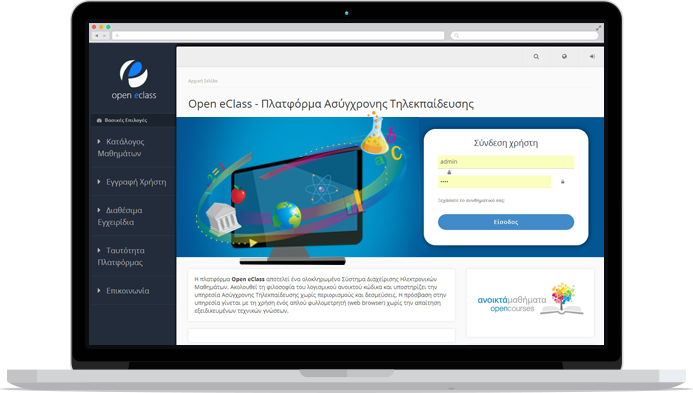 open eclass
Βασικές Επιλογές
Κατάλογος
Μαθημάτων
Εγγραφή Χρήστη
Διαθέσιμα
Εγχειρίδια
Ταυτότητα
Πλατφόρμας
Επικοινωνία
Αρχική Σελίδα
Open eClass - Πλατφόρμα Ασύγχρονης Τηλεκπαίδευσης
h
a
c
Σύνδεση χρήστη
admin
••••
Ξεχάσατε το συνθηματικό σας;
Είσοδος
Η πλατφόρμα Open eClass αποτελεί ένα ολοκληρωμένο Σύστημα Διαχείρισης Ηλεκτρονικών
Μαθημάτων. Ακολουθεί τη φιλοσοφία του λογισμικού ανοικτού κώδικα και υποστηρίζει την
υπηρεσία Ασύγχρονης Τηλεκπαίδευσης χωρίς περιορισμούς και δεσμεύσεις. Η πρόσβαση στην
υπηρεσία γίνεται με τη χρήση ενός απλού φυλλομετρητή (web browser) χωρίς την απαίτηση
εξειδικευμένων τεχνικών γνώσεων.
ανοικτάμαθήματα
opencourses